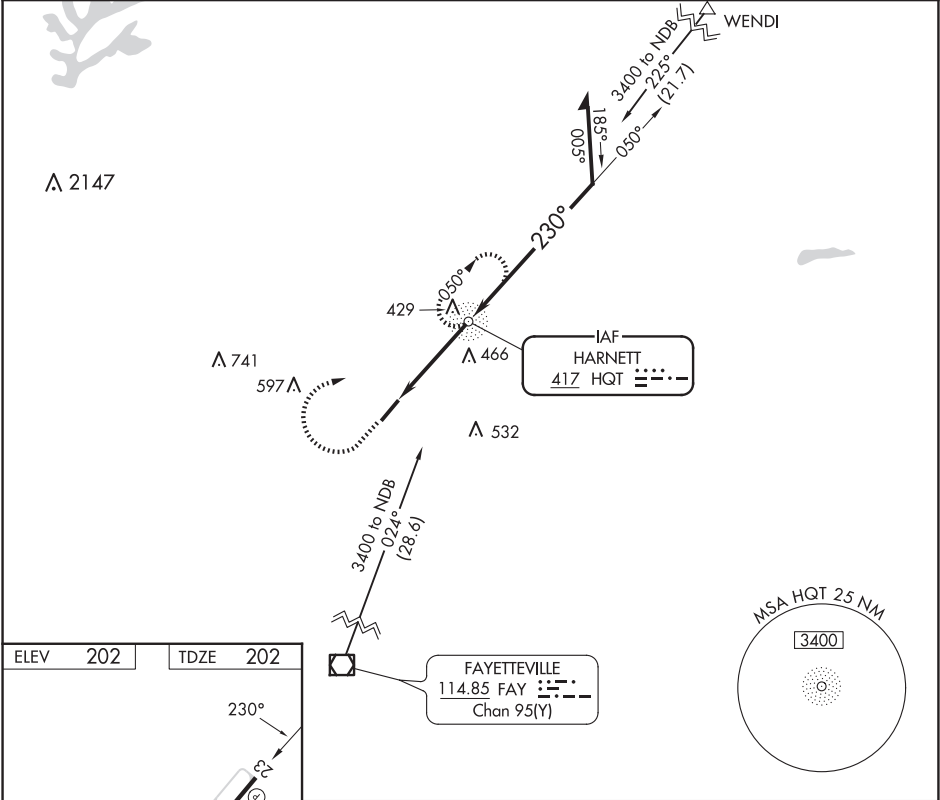 WENDI
3400 to NDB
225°
(21.7)
185°
005°
050°
2147
230°
050°
429
466
IAF
HARNETT
417 HQT
741
597
532
3400 to NDB
024°
(28.6)
MSA HQT 25 NM
3400
ELEV 202
TDZE 202
FAYETTEVILLE
114.85 FAY
Chan 95(Y)
230°
23
P